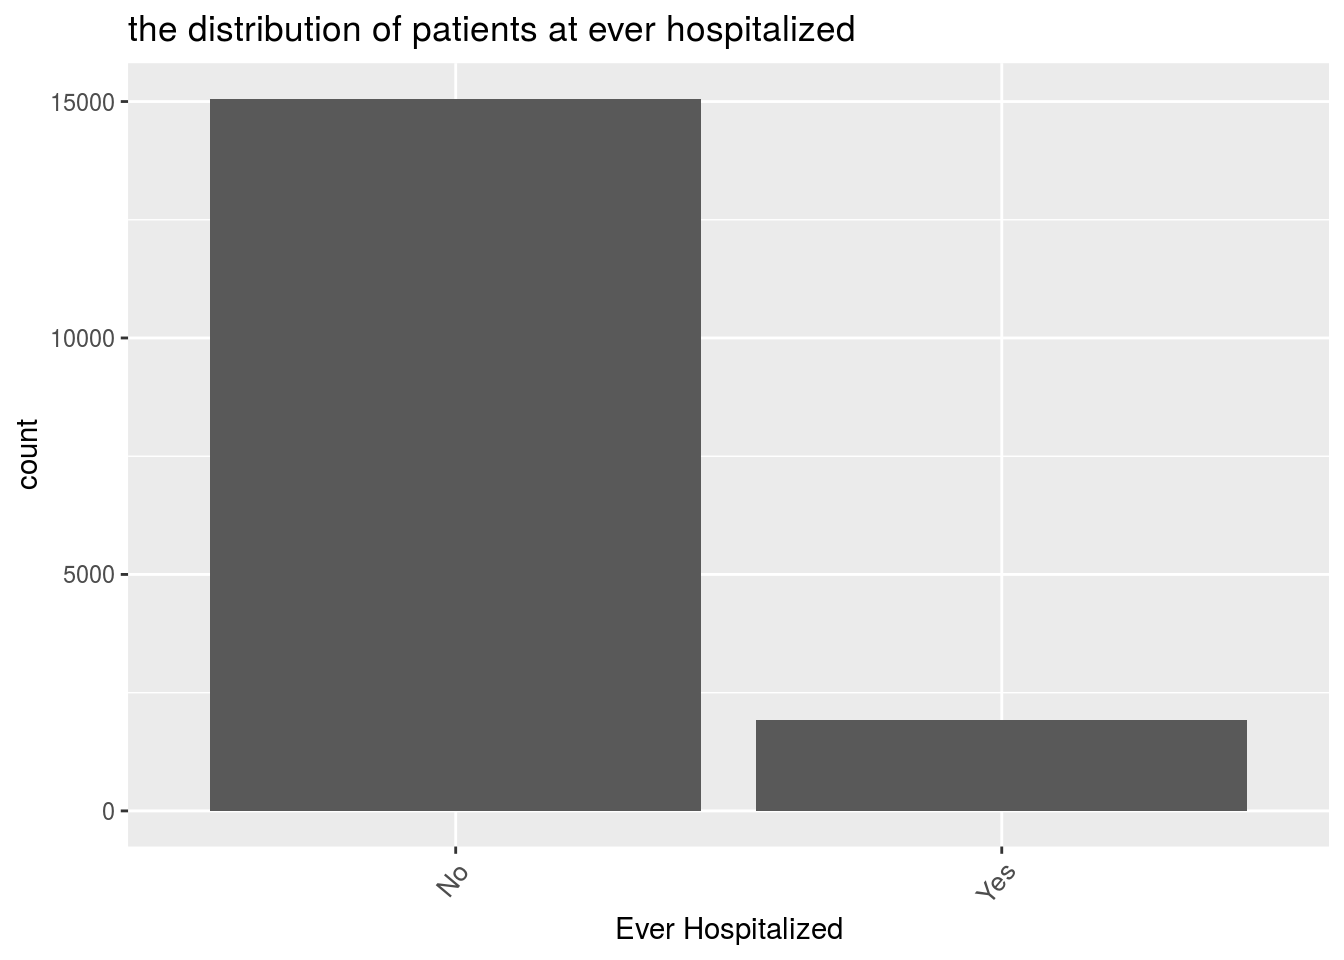 the distribution of patients at ever hospitalized
15000
10000
5000
0
count
No
Yes
Ever Hospitalized